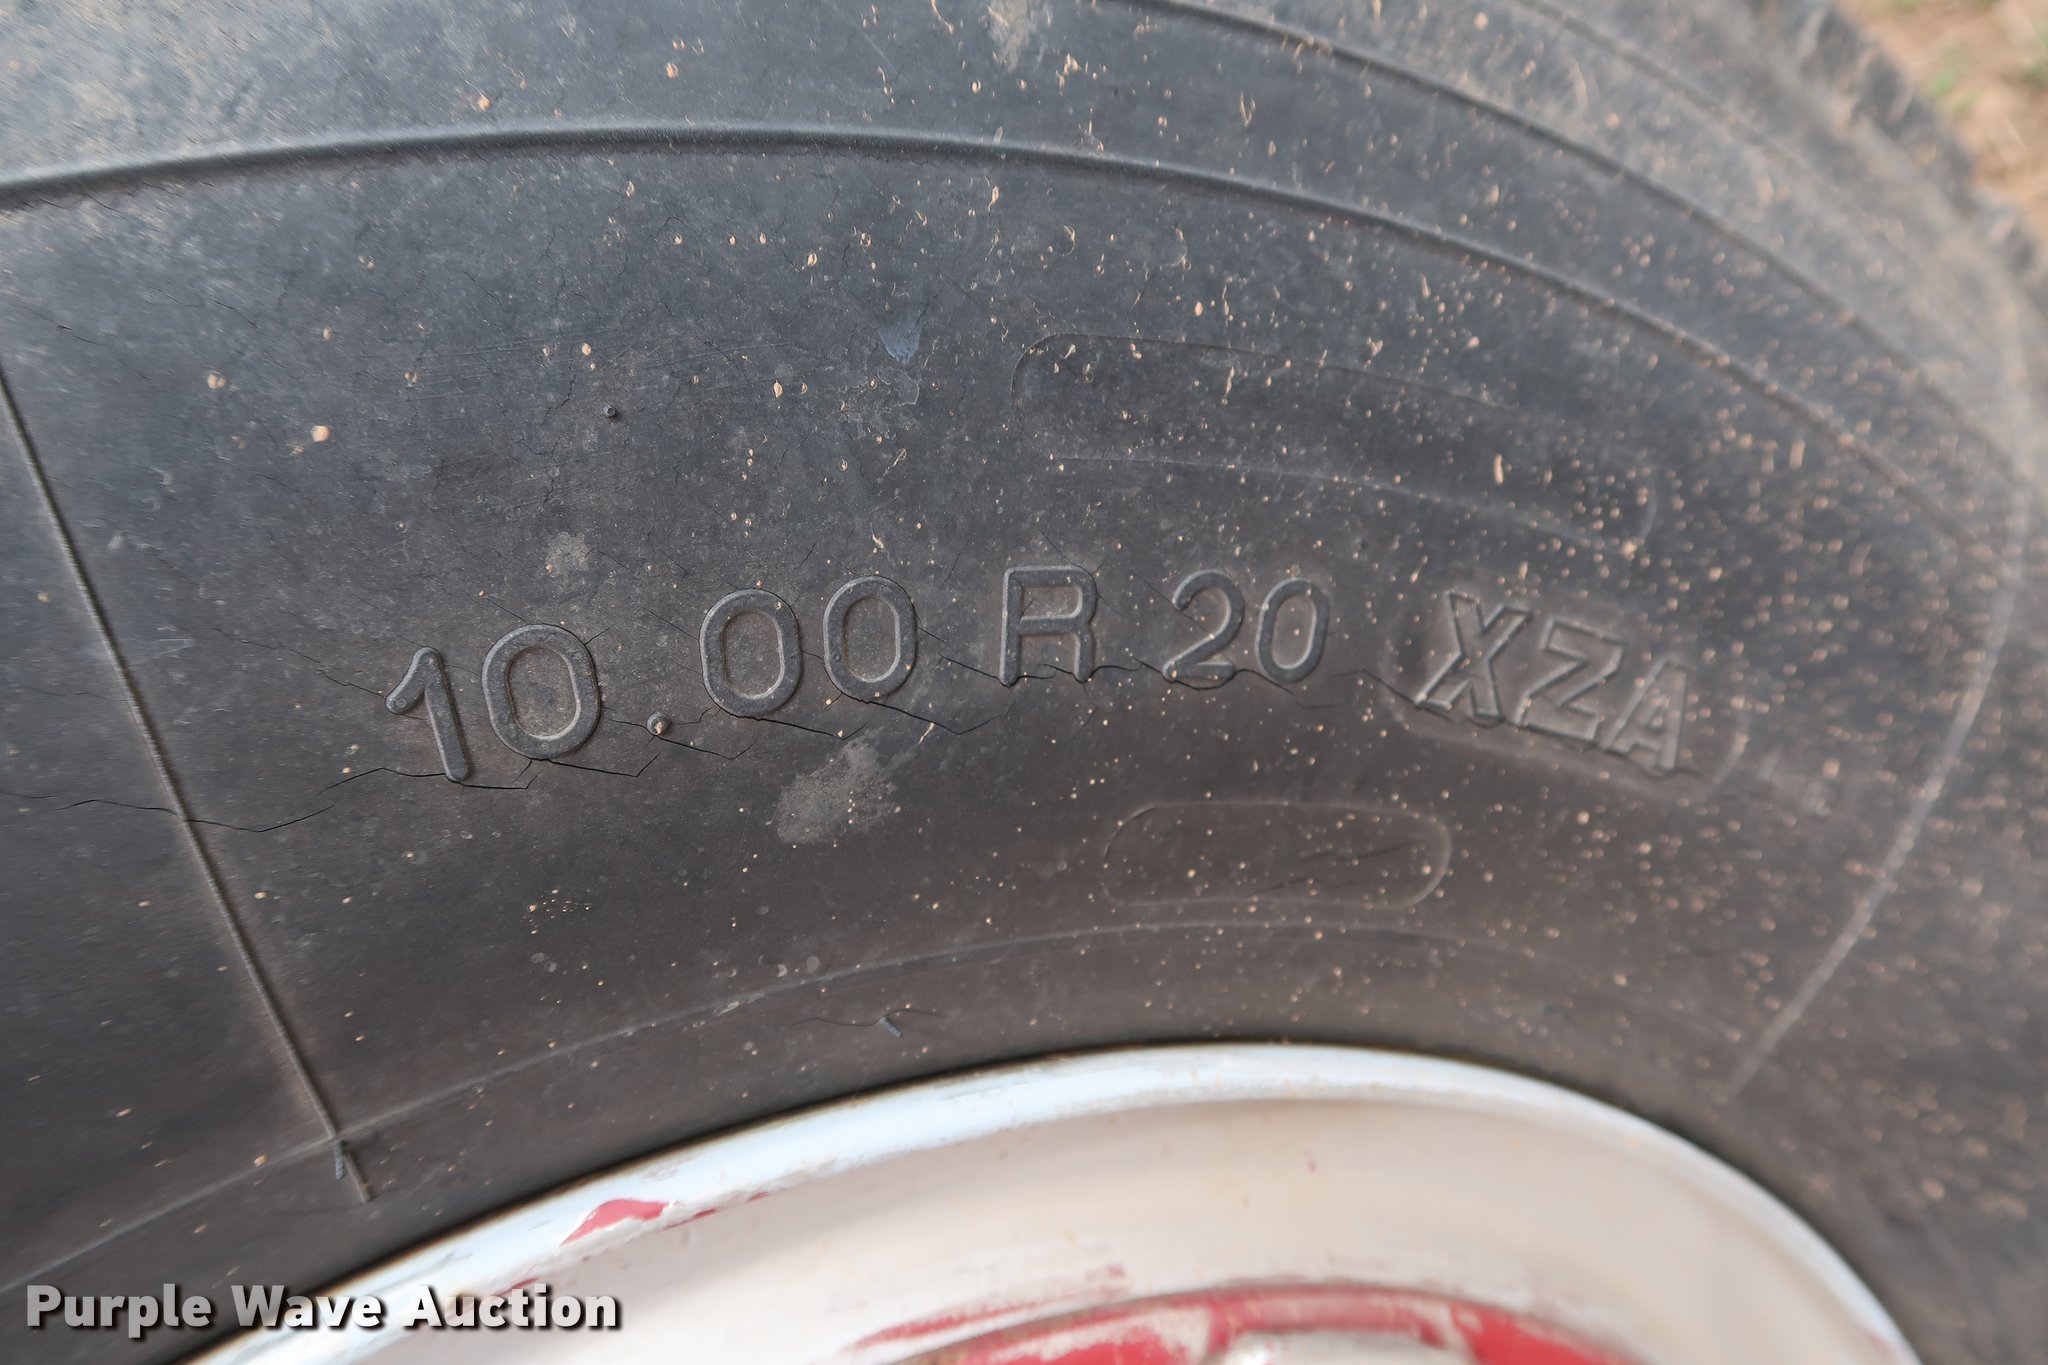 10.00 R 20 XZA
Purple Wave Auction